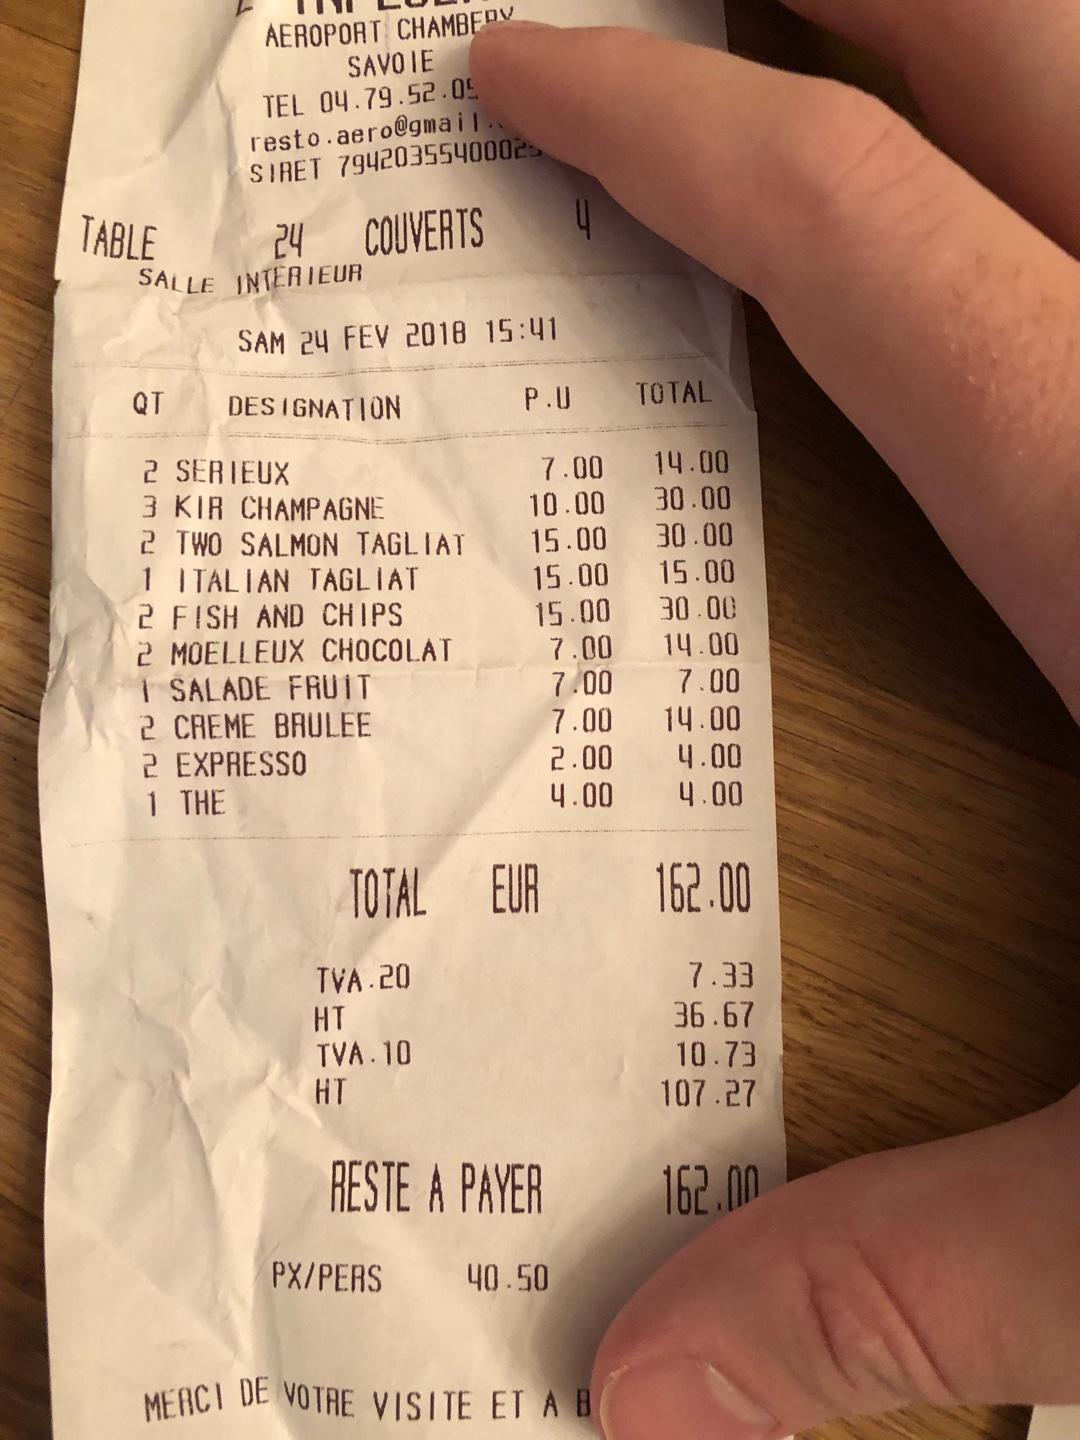 AEROPORT CHAMBERY
SAVOIE
TEL 04.79.52.05
resto.aero@gmail.
SIRET 7942035540002
TABLE 24 COUVERTS 4
SALLE INTERIEUR
SAM 24 FEV 2018 15:41
QT DESIGNATION P.U TOTAL
2 SERIEUX 7.00 14.00
3 KIR CHAMPAGNE 10.00 30.00
2 TWO SALMON TAGLIAT 15.00 30.00
1 ITALIAN TAGLIAT 15.00 15.00
2 FISH AND CHIPS 15.00 30.00
2 MOELLEUX CHOCOLAT 7.00 14.00
1 SALADE FRUIT 7.00 7.00
2 CREME BRULEE 7.00 14.00
2 EXPRESSO 2.00 4.00
1 THE 4.00 4.00
TOTAL EUR 162.00
TVA.20 7.33
HT 36.67
TVA.10 10.73
HT 107.27
RESTE A PAYER 162.00
PX/PERS 40.50
MERCI DE VOTRE VISITE ET A B